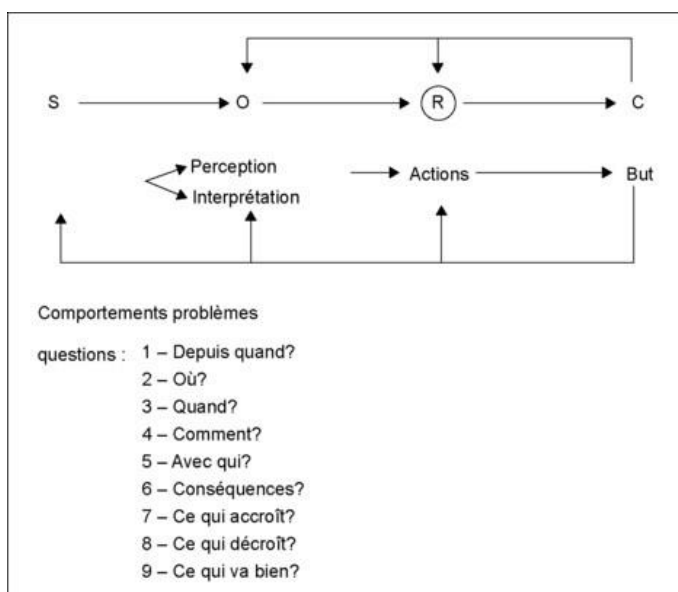 S O R C
Perception
Interprétation
Actions
But
Comportements problèmes
questions : 1 – Depuis quand?
2 – Où?
3 – Quand?
4 – Comment?
5 – Avec qui?
6 – Conséquences?
7 – Ce qui accroît?
8 – Ce qui décroît?
9 – Ce qui va bien?